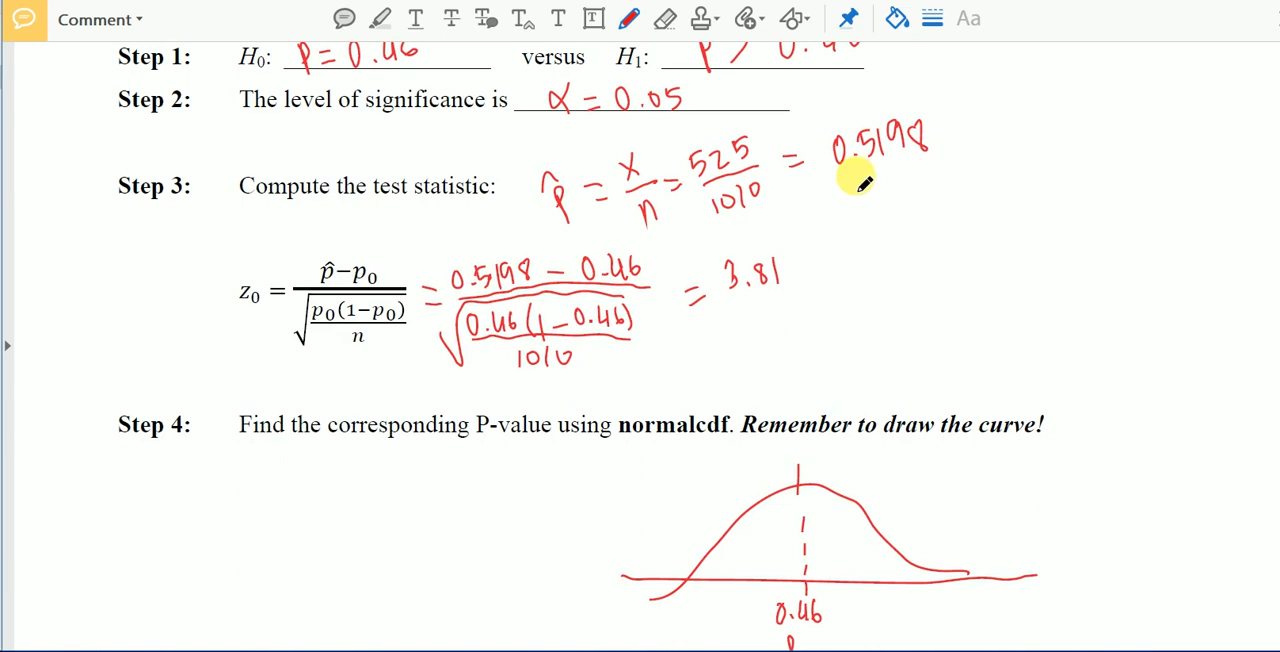 Comment
Aa
Step 1: H₀: p = 0.46 versus H₁: p > 0.46
Step 2: The level of significance is α = 0.05
Step 3: Compute the test statistic: p̂ = x/n = 525/1010 = 0.5198
z₀ = (p̂−p₀)/√(p₀(1−p₀)/n) = (0.5198 − 0.46)/√(0.46(1−0.46)/1010) = 3.81
Step 4: Find the corresponding P-value using normalcdf. Remember to draw the curve!
0.46